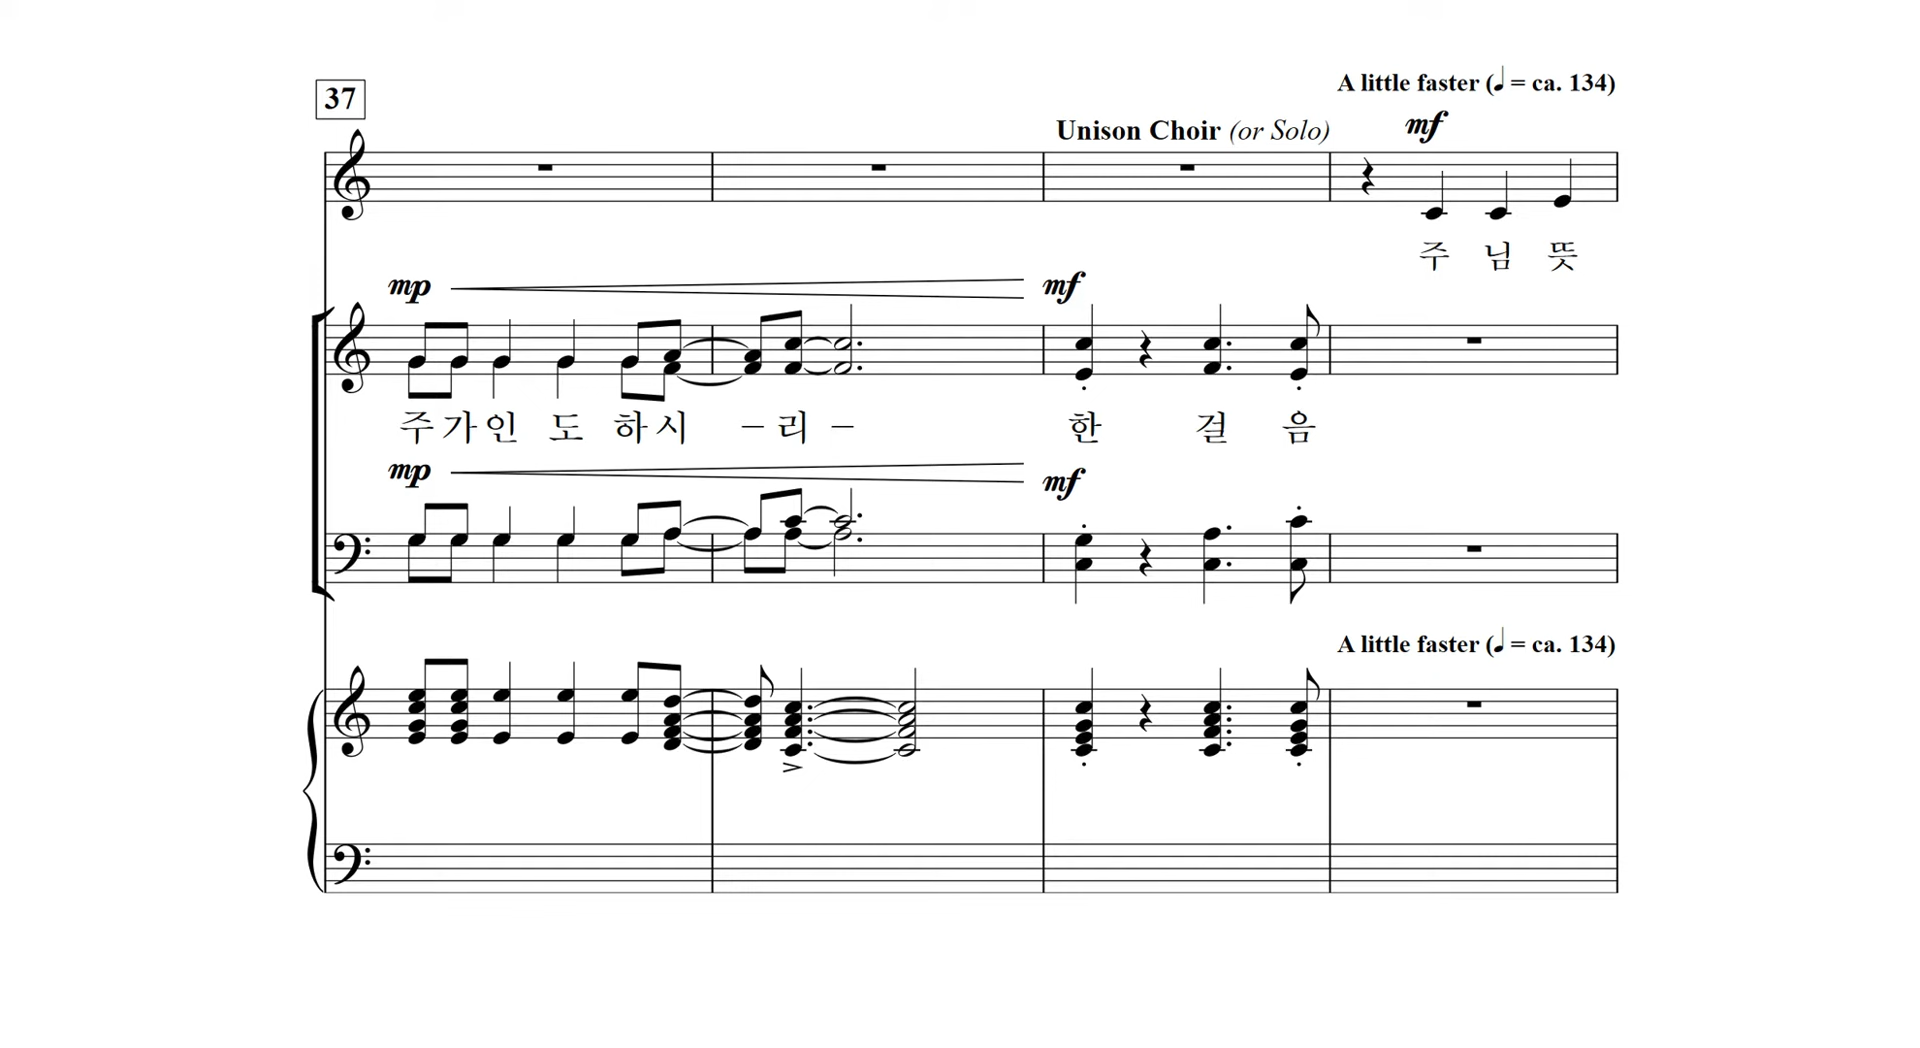 A little faster (♩ = ca. 134)
37
Unison Choir (or Solo)
mf
주 님 뜻
mp mf
주 가 인 도 하 시 – 리 – 한 걸 음
mp mf
A little faster (♩ = ca. 134)